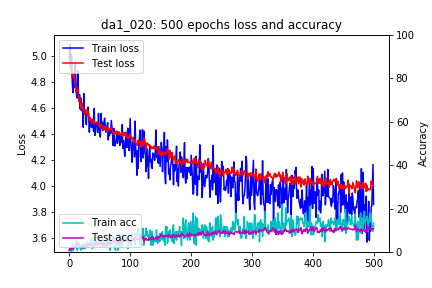 da1_020: 500 epochs loss and accuracy
Train loss
Test loss
Train acc
Test acc
Loss
Accuracy
5.0
4.8
4.6
4.4
4.2
4.0
3.8
3.6
100
80
60
40
20
0
0 100 200 300 400 500